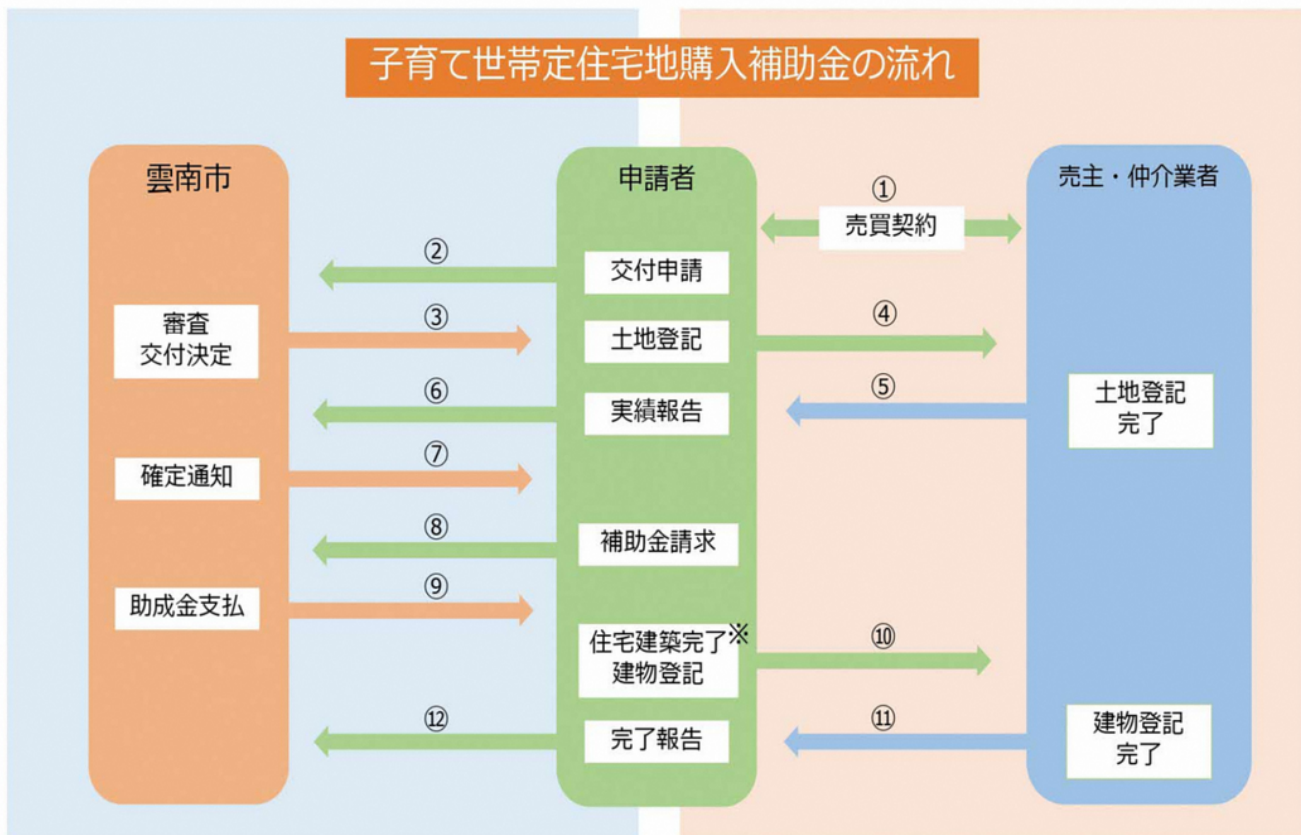 子育て世帯定住宅地購入補助金の流れ
雲南市
申請者
売主・仲介業者
①
売買契約
②
交付申請
③
審査
交付決定
土地登記
④
⑤
土地登記
完了
⑥
実績報告
⑦
確定通知
⑧
補助金請求
⑨
助成金支払
住宅建築完了※
建物登記
⑩
⑪
建物登記
完了
⑫
完了報告